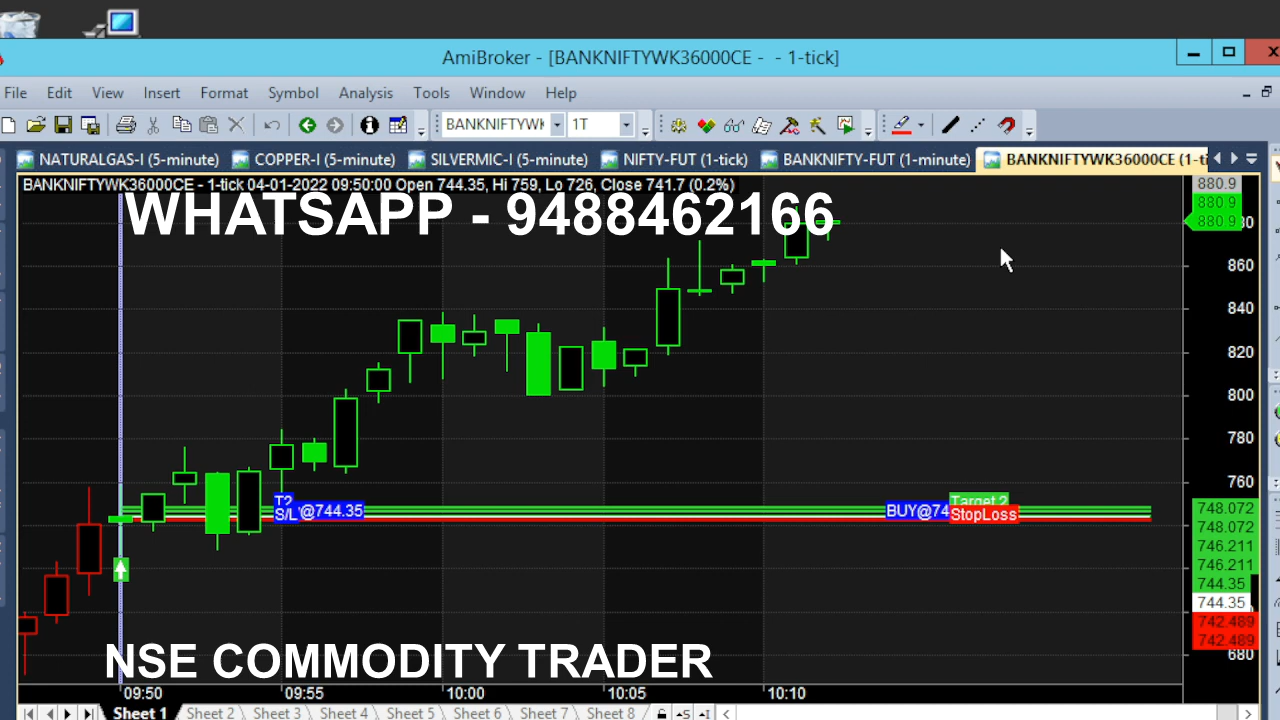 AmiBroker - [BANKNIFTYWK36000CE - - 1-tick]
File Edit View Insert Format Symbol Analysis Tools Window Help
BANKNIFTYWK 1T
NATURALGAS-I (5-minute) COPPER-I (5-minute) SILVERMIC-I (5-minute) NIFTY-FUT (1-tick) BANKNIFTY-FUT (1-minute) BANKNIFTYWK36000CE (1-ti
BANKNIFTYWK36000CE - 1-tick 04-01-2022 09:50:00 Open 744.35, Hi 759, Lo 726, Close 741.7 (0.2%)
WHATSAPP - 9488462166
880.9
880.9
880.9
860
840
820
800
780
760
T2 Target 2
S/L @744.35 BUY@74 StopLoss
748.072
748.072
746.211
746.211
744.35
744.35
742.489
742.489
680
NSE COMMODITY TRADER
09:50 09:55 10:00 10:05 10:10
Sheet 1 Sheet 2 Sheet 3 Sheet 4 Sheet 5 Sheet 6 Sheet 7 Sheet 8